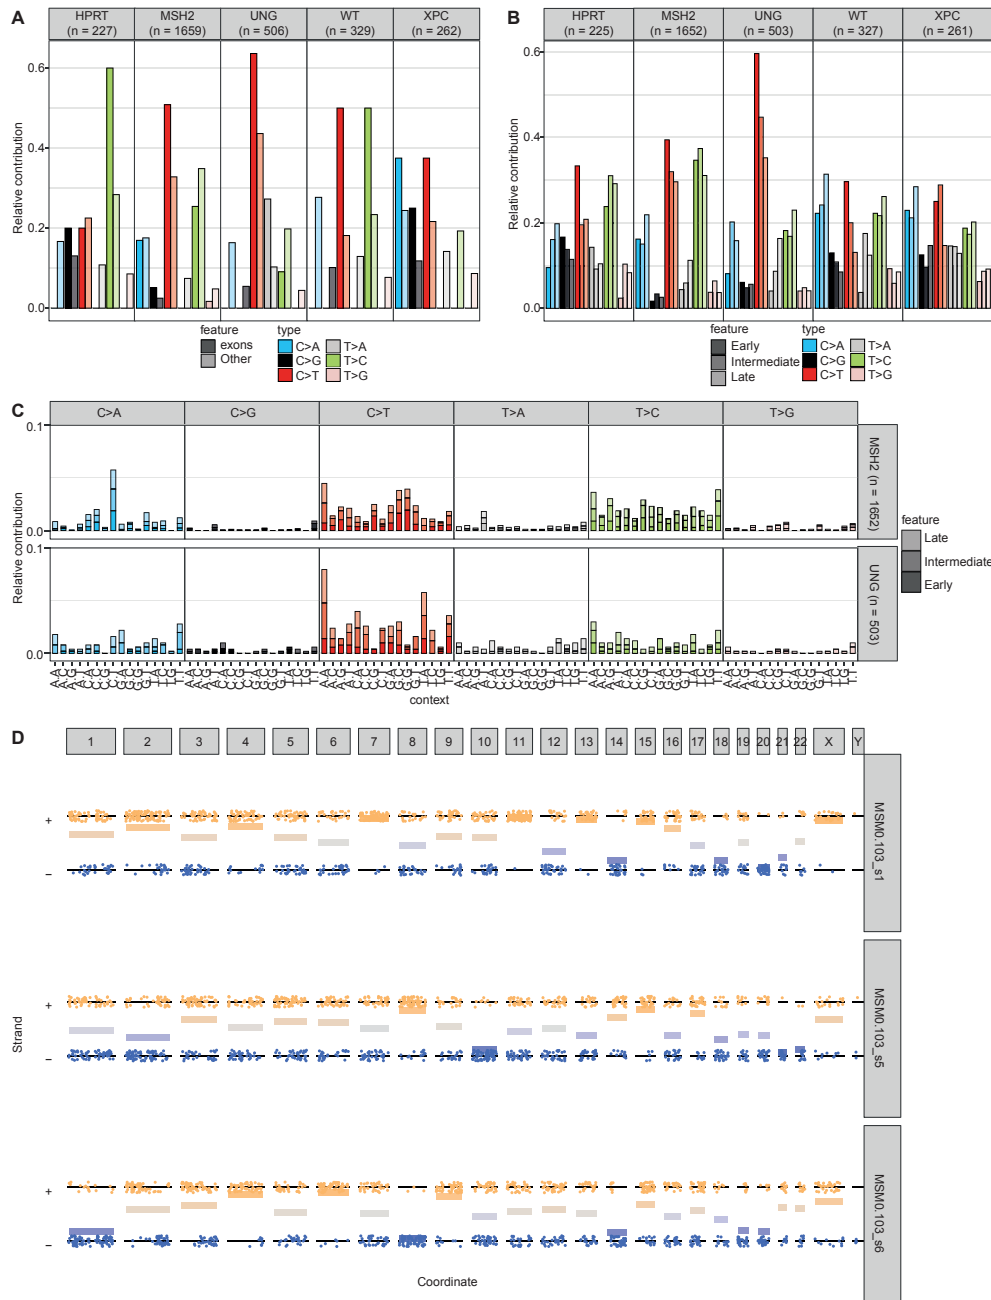 A
HPRT
(n = 227)
MSH2
(n = 1659)
UNG
(n = 506)
WT
(n = 329)
XPC
(n = 262)
Relative contribution
0.6
0.4
0.2
0.0
feature
exons
Other
type
C>A
C>G
C>T
T>A
T>C
T>G
B
HPRT
(n = 225)
MSH2
(n = 1652)
UNG
(n = 503)
WT
(n = 327)
XPC
(n = 261)
Relative contribution
0.6
0.4
0.2
0.0
feature
Early
Intermediate
Late
type
C>A
C>G
C>T
T>A
T>C
T>G
C
C>A
C>G
C>T
T>A
T>C
T>G
0.1
0.0
MSH2 (n = 1652)
Relative contribution
0.1
0.0
UNG (n = 503)
feature
Late
Intermediate
Early
context
D
1 2 3 4 5 6 7 8 9 10 11 12 13 14 15 16 17 18 19 20 21 22 X Y
+
−
MSM0.103_s1
Strand
+
−
MSM0.103_s5
+
−
MSM0.103_s6
Coordinate